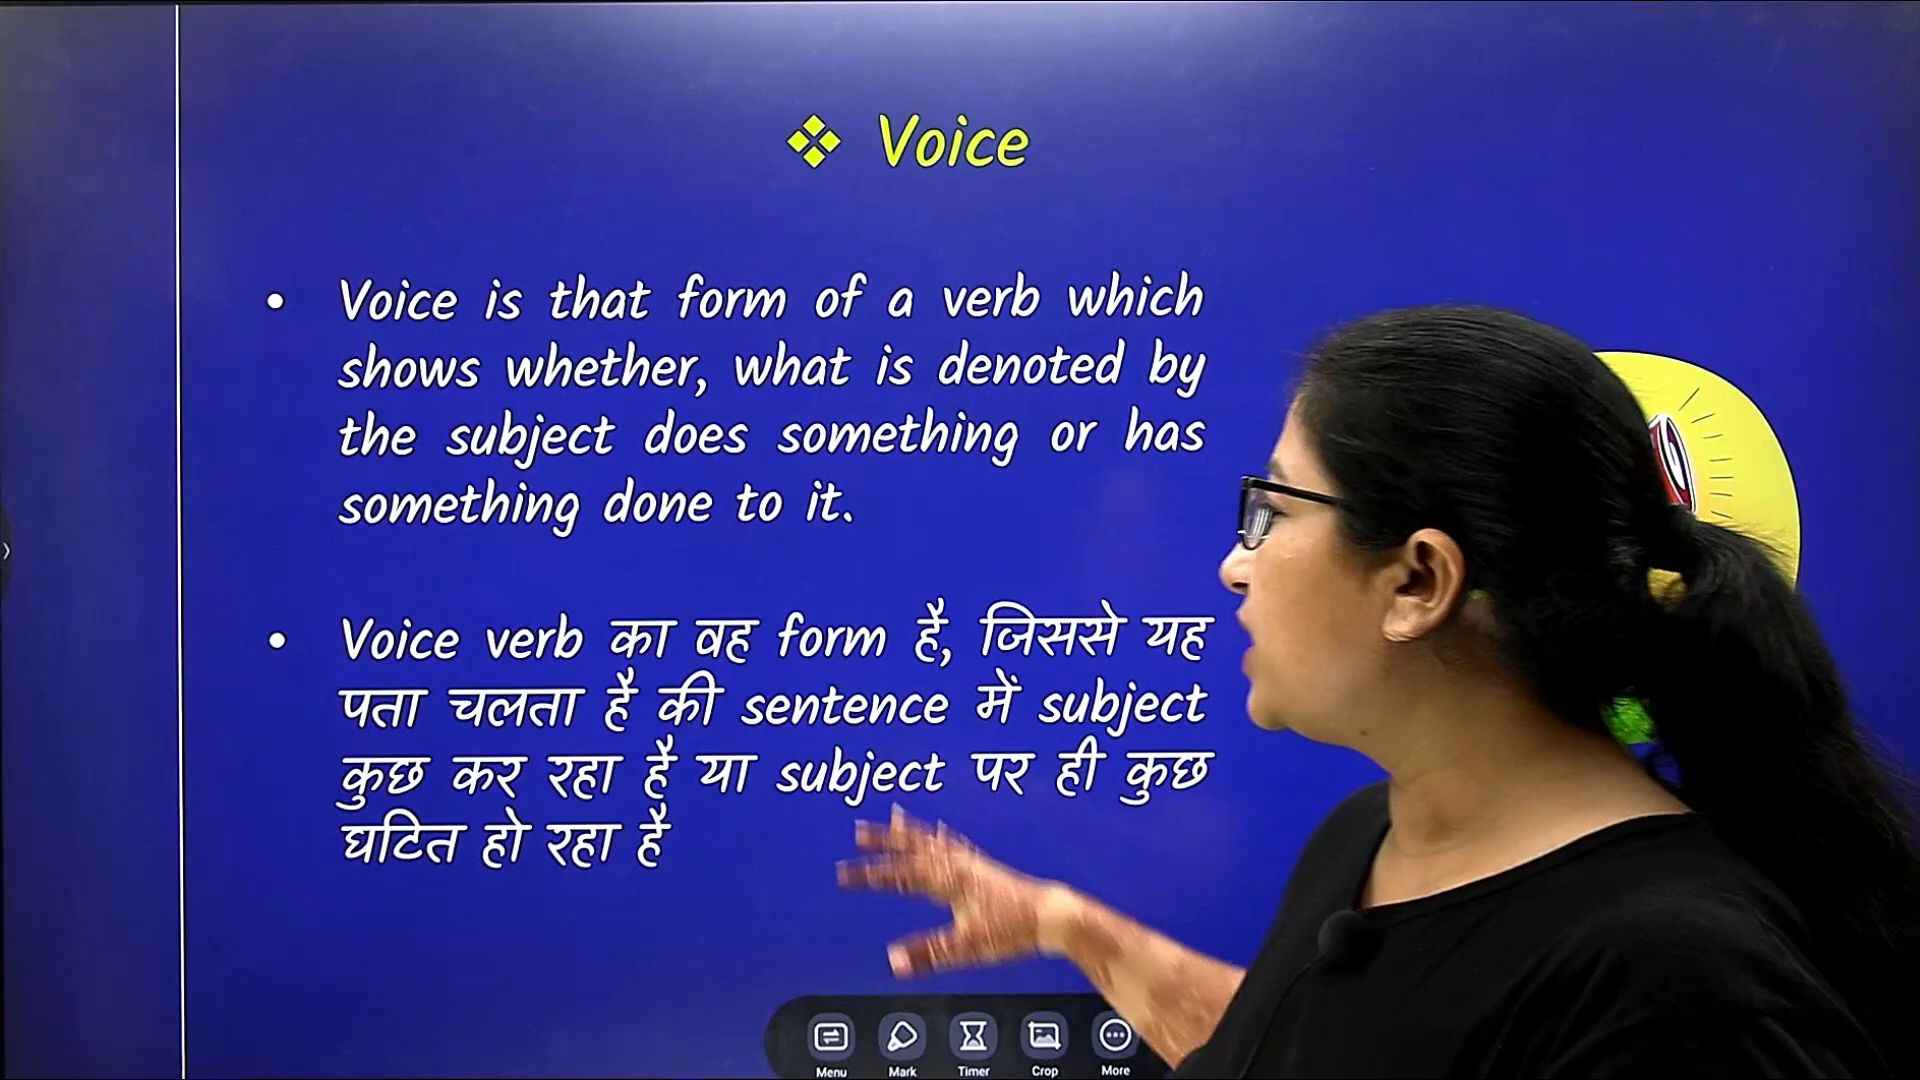 ❖ Voice
• Voice is that form of a verb which
shows whether, what is denoted by
the subject does something or has
something done to it.
• Voice verb का वह form है, जिससे यह
पता चलता है की sentence में subject
कुछ कर रहा है या subject पर ही कुछ
घटित हो रहा है
Menu Mark Timer Crop More